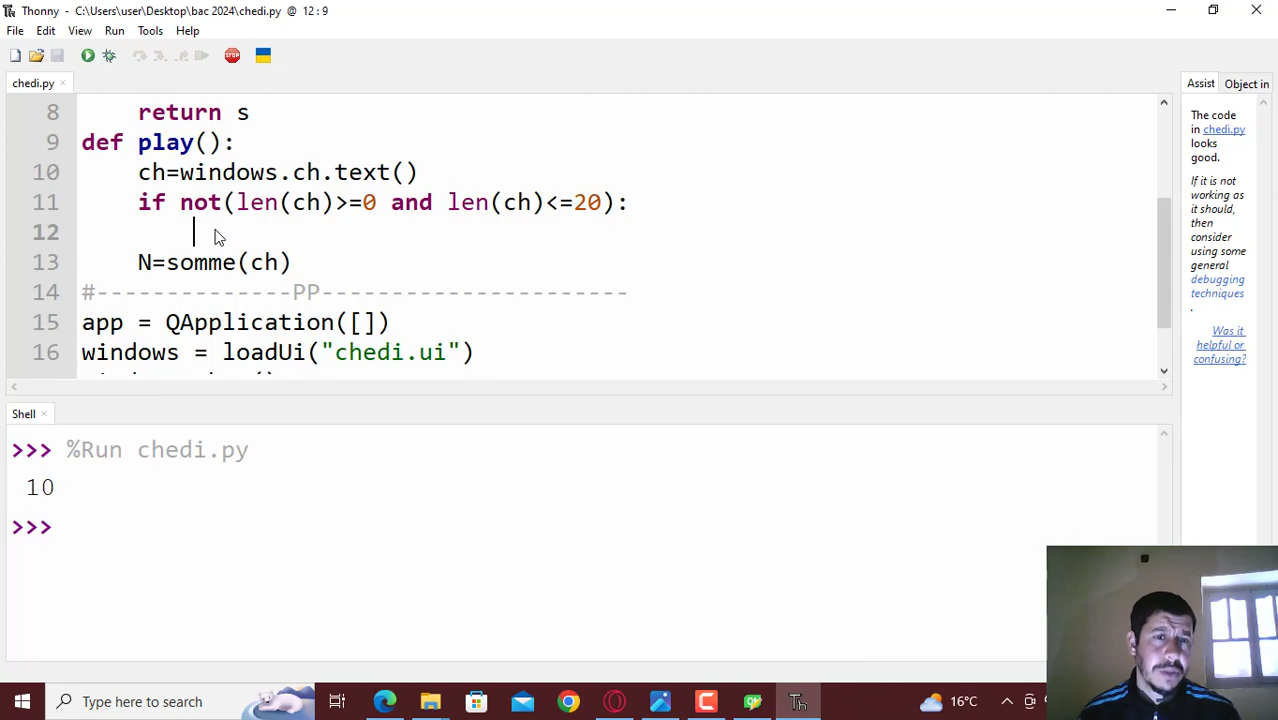 Thonny - C:\Users\user\Desktop\bac 2024\chedi.py @ 12 : 9
File Edit View Run Tools Help
chedi.py
Assist Object in
8 return s
9 def play():
10 ch=windows.ch.text()
11 if not(len(ch)>=0 and len(ch)<=20):
12
13 N=somme(ch)
14 #--------------PP----------------------
15 app = QApplication([])
16 windows = loadUi("chedi.ui")
The code
in chedi.py
looks
good.
If it is not
working as
it should,
then
consider
using some
general
debugging
techniques
.
Was it
helpful or
confusing?
Shell
>>> %Run chedi.py
10
>>>
Type here to search
16°C